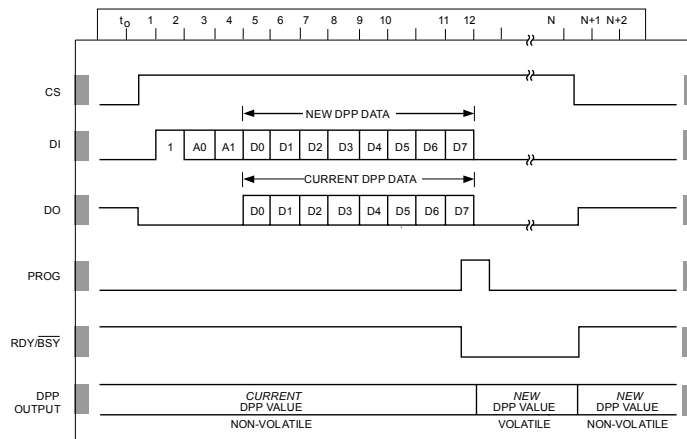 to 1 2 3 4 5 6 7 8 9 10 11 12 N N+1 N+2
CS
NEW DPP DATA
DI 1 A0 A1 D0 D1 D2 D3 D4 D5 D6 D7
CURRENT DPP DATA
DO D0 D1 D2 D3 D4 D5 D6 D7
PROG
RDY/BSY
DPP OUTPUT
CURRENT DPP VALUE
NON-VOLATILE
NEW DPP VALUE
VOLATILE
NEW DPP VALUE
NON-VOLATILE